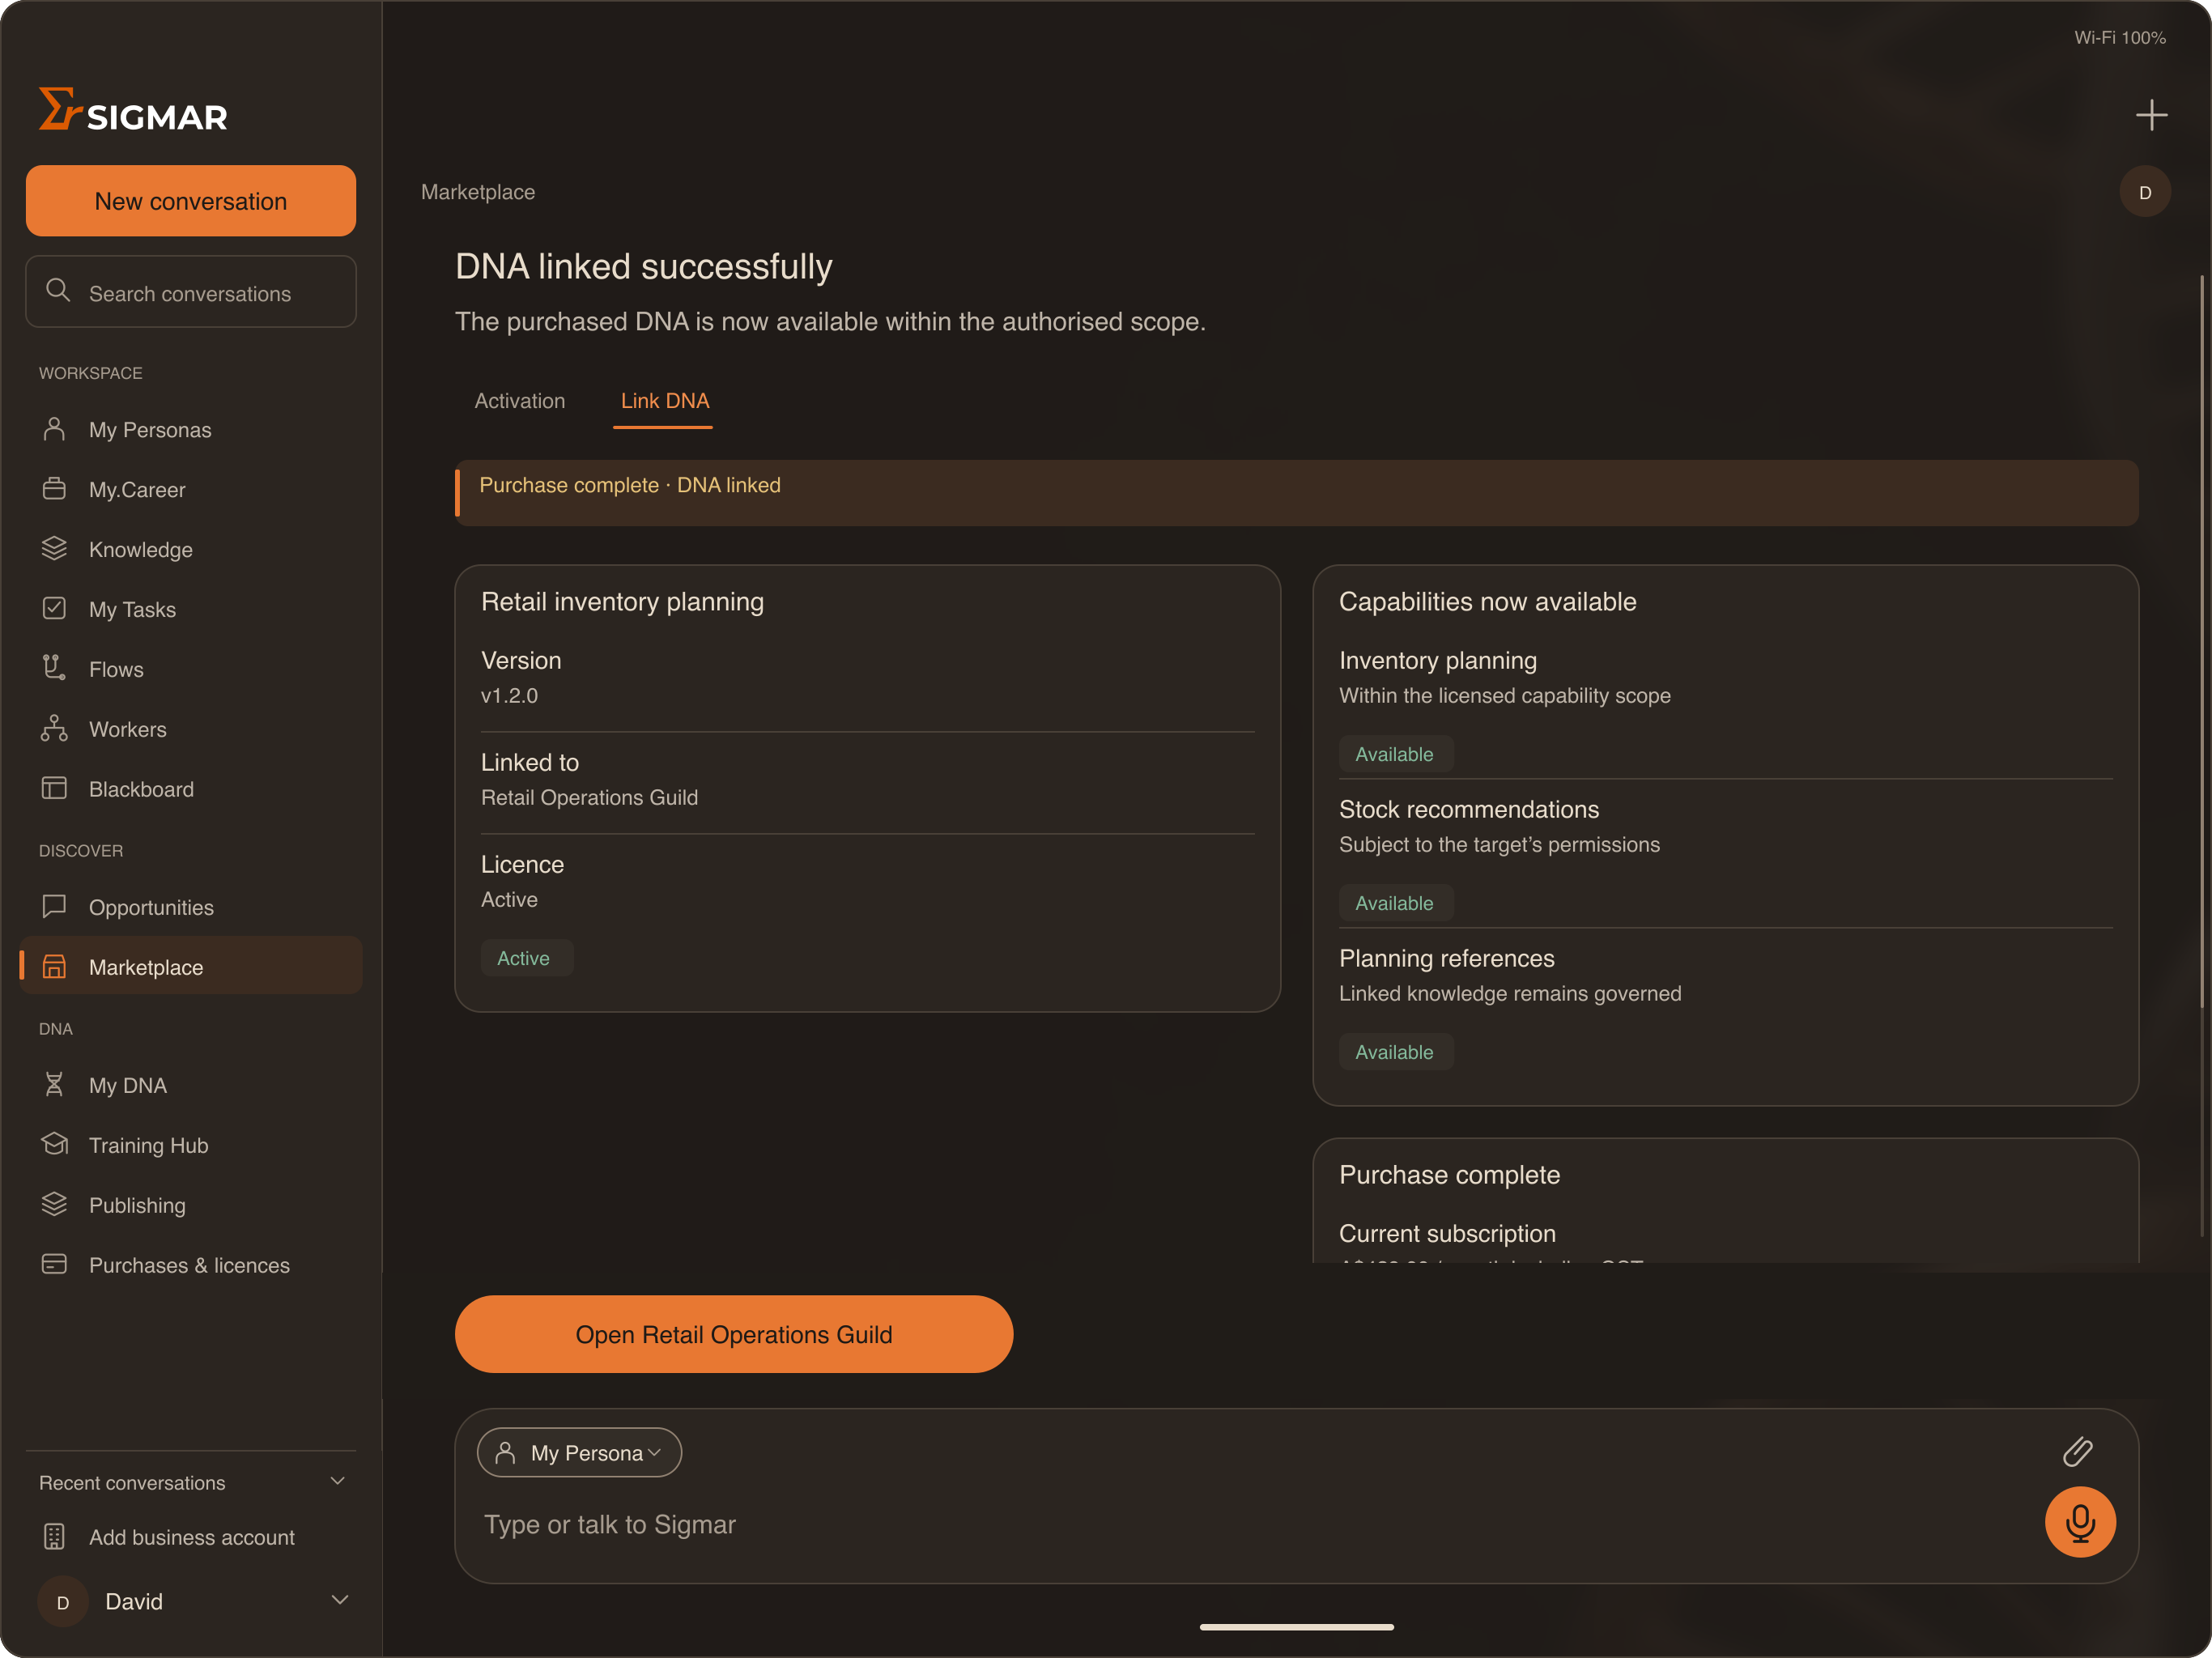 Wi-Fi 100%
Σr SIGMAR
New conversation
Search conversations
WORKSPACE
My Personas
My.Career
Knowledge
My Tasks
Flows
Workers
Blackboard
DISCOVER
Opportunities
Marketplace
DNA
My DNA
Training Hub
Publishing
Purchases & licences
Recent conversations
Add business account
D
David
Marketplace
D
DNA linked successfully
The purchased DNA is now available within the authorised scope.
Activation
Link DNA
Purchase complete · DNA linked
Retail inventory planning
Version
v1.2.0
Linked to
Retail Operations Guild
Licence
Active
Active
Capabilities now available
Inventory planning
Within the licensed capability scope
Available
Stock recommendations
Subject to the target’s permissions
Available
Planning references
Linked knowledge remains governed
Available
Purchase complete
Current subscription
Open Retail Operations Guild
My Persona
Type or talk to Sigmar